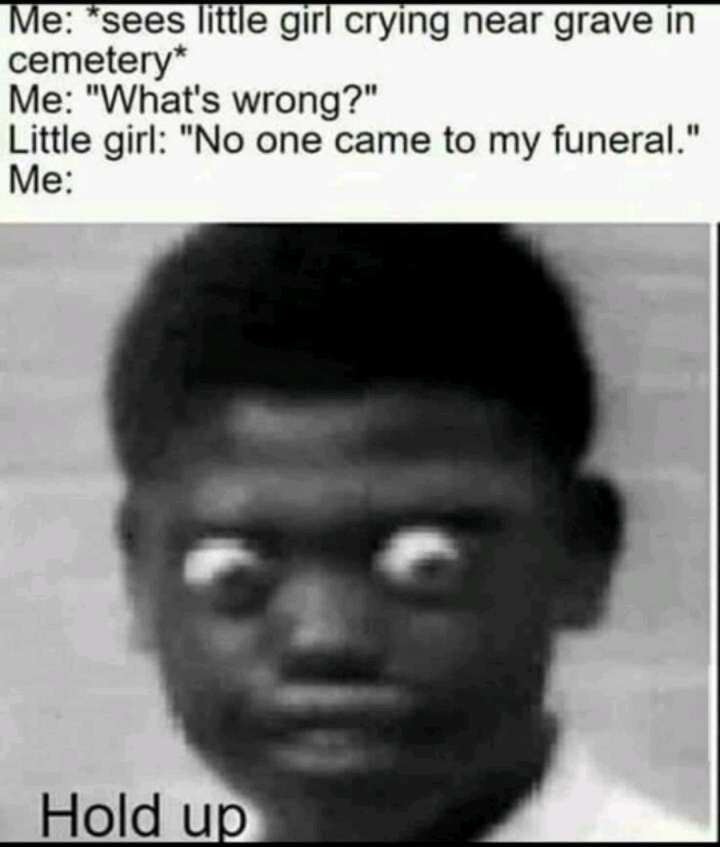 Me: *sees little girl crying near grave in
cemetery*
Me: "What's wrong?"
Little girl: "No one came to my funeral."
Me:
Hold up